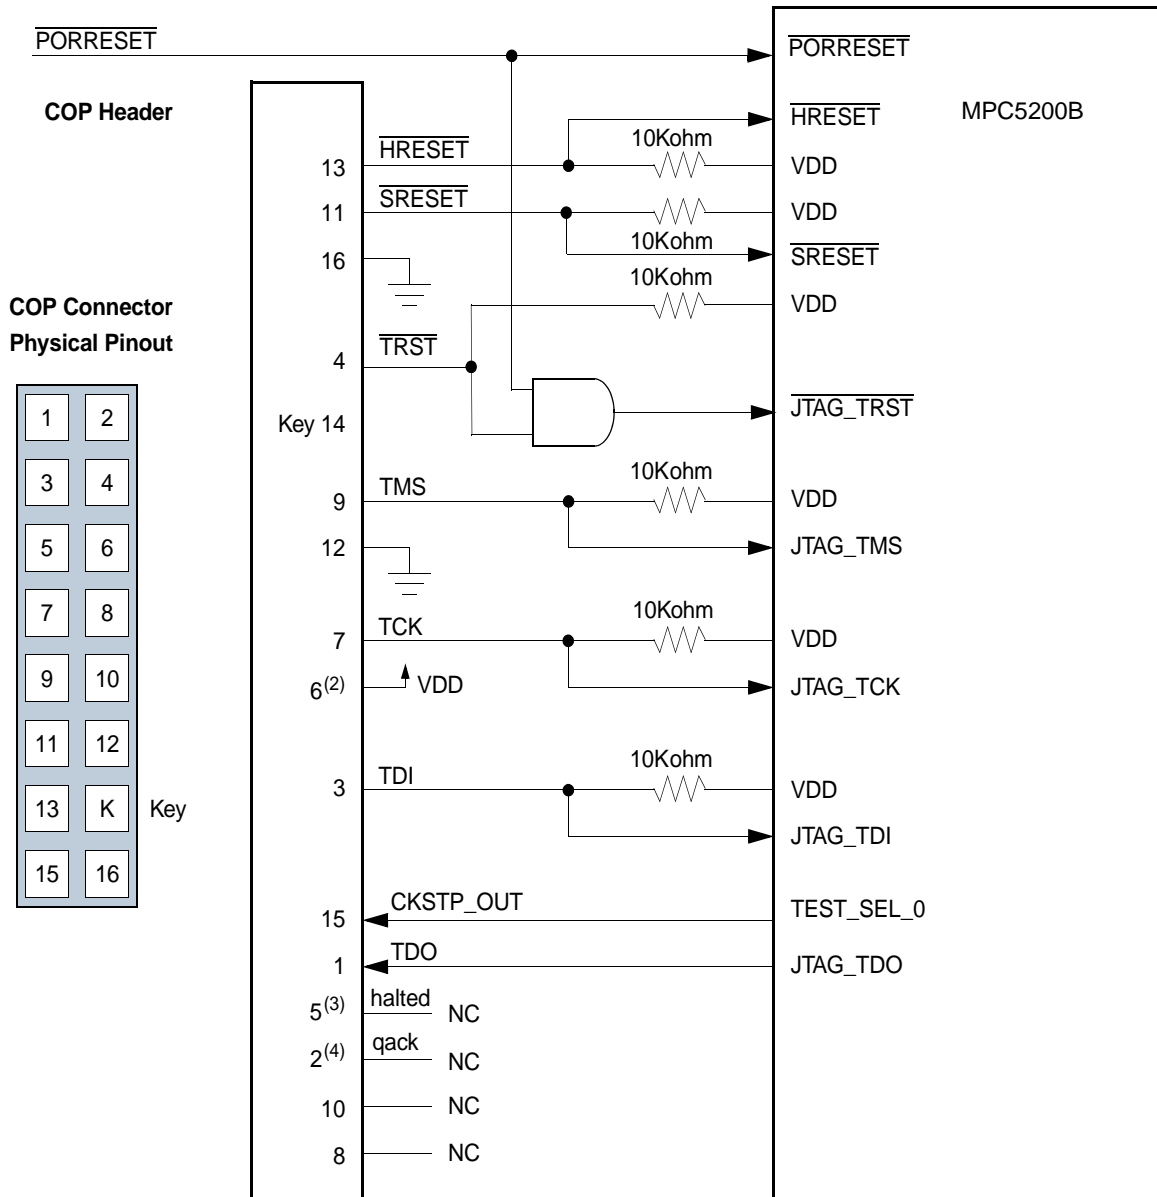 PORRESET
PORRESET
COP Header
HRESET
MPC5200B
10Kohm
13
HRESET
VDD
11
SRESET
VDD
10Kohm
SRESET
16
10Kohm
VDD
COP Connector
Physical Pinout
4
TRST
JTAG_TRST
Key 14
1 2
3 4
5 6
7 8
9 10
11 12
13 K Key
15 16
10Kohm
9
TMS
VDD
12
JTAG_TMS
10Kohm
7
TCK
VDD
6(2)
VDD
JTAG_TCK
10Kohm
3
TDI
VDD
JTAG_TDI
15
CKSTP_OUT
TEST_SEL_0
1
TDO
JTAG_TDO
5(3)
halted
NC
2(4)
qack
NC
10
NC
8
NC